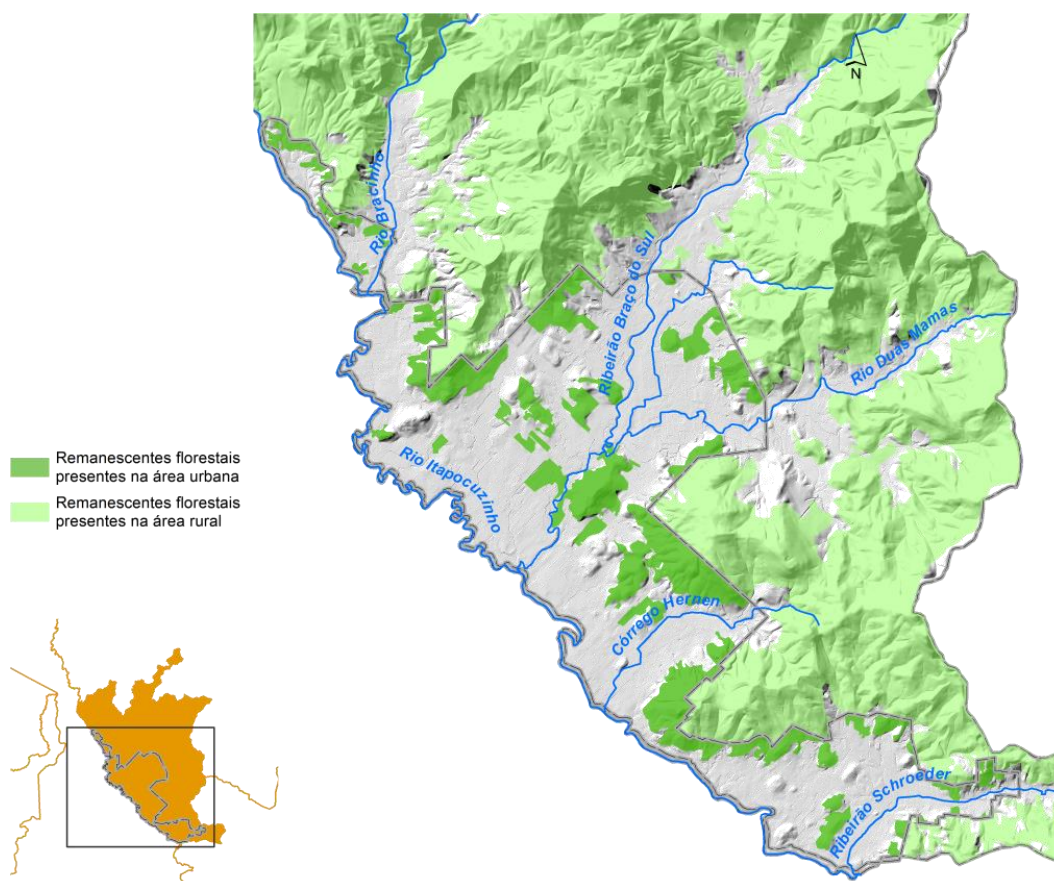 N
Rio Bracinho
Ribeirão Braço do Sul
Rio Duas Mamas
Remanescentes florestais
presentes na área urbana
Remanescentes florestais
presentes na área rural
Rio Itapocuzinho
Córrego Hernen
Ribeirão Schroeder